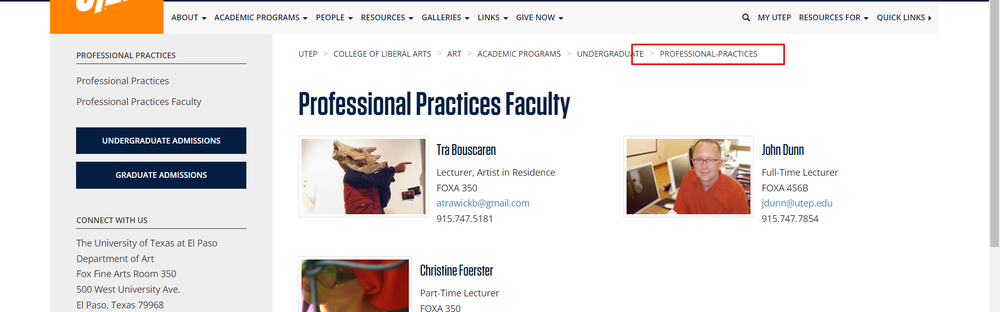 ABOUT ACADEMIC PROGRAMS PEOPLE RESOURCES GALLERIES LINKS GIVE NOW MY UTEP RESOURCES FOR QUICK LINKS
PROFESSIONAL PRACTICES
Professional Practices
Professional Practices Faculty
UNDERGRADUATE ADMISSIONS
GRADUATE ADMISSIONS
CONNECT WITH US
The University of Texas at El Paso
Department of Art
Fox Fine Arts Room 350
500 West University Ave.
El Paso, Texas 79968
UTEP > COLLEGE OF LIBERAL ARTS > ART > ACADEMIC PROGRAMS > UNDERGRADUATE > PROFESSIONAL-PRACTICES
Professional Practices Faculty
Tra Bouscaren
Lecturer, Artist in Residence
FOXA 350
atrawickb@gmail.com
915.747.5181
John Dunn
Full-Time Lecturer
FOXA 456B
jdunn@utep.edu
915.747.7854
Christine Foerster
Part-Time Lecturer
FOXA 350